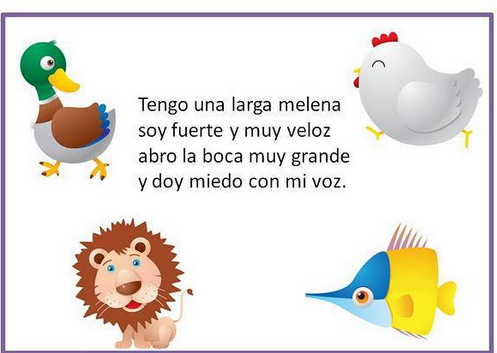 Tengo una larga melena
soy fuerte y muy veloz
abro la boca muy grande
y doy miedo con mi voz.